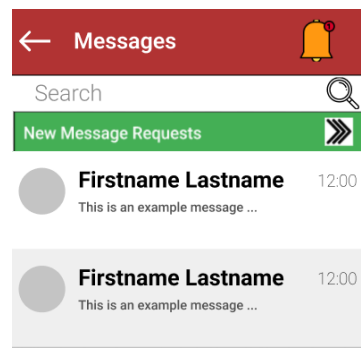 Messages
Search
New Message Requests
Firstname Lastname 12:00
This is an example message ...
Firstname Lastname 12:00
This is an example message ...